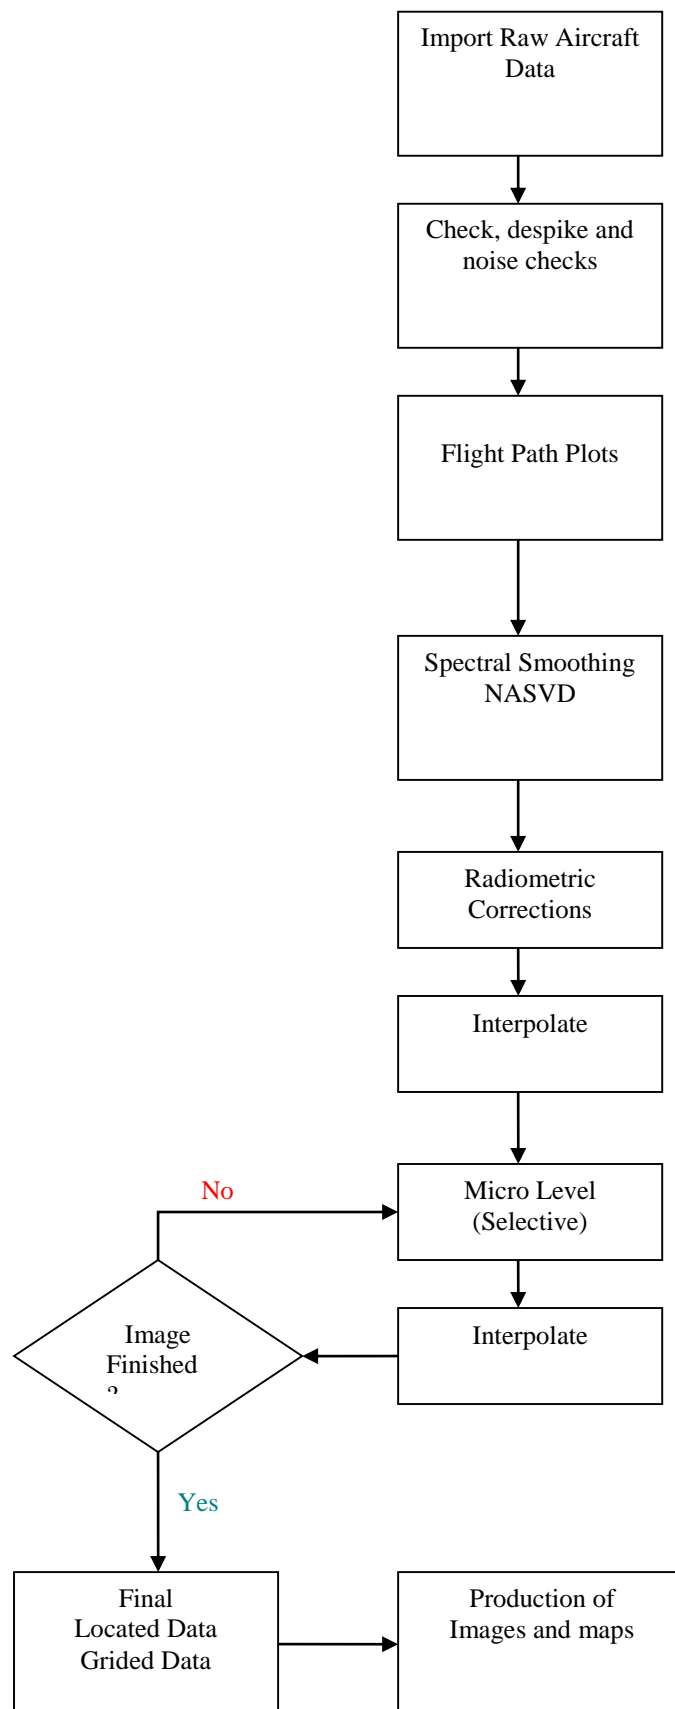 Import Raw Aircraft
Data
Check, despike and
noise checks
Flight Path Plots
Spectral Smoothing
NASVD
Radiometric
Corrections
Interpolate
No
Micro Level
(Selective)
Image
Finished
?
Interpolate
Yes
Final
Located Data
Grided Data
Production of
Images and maps